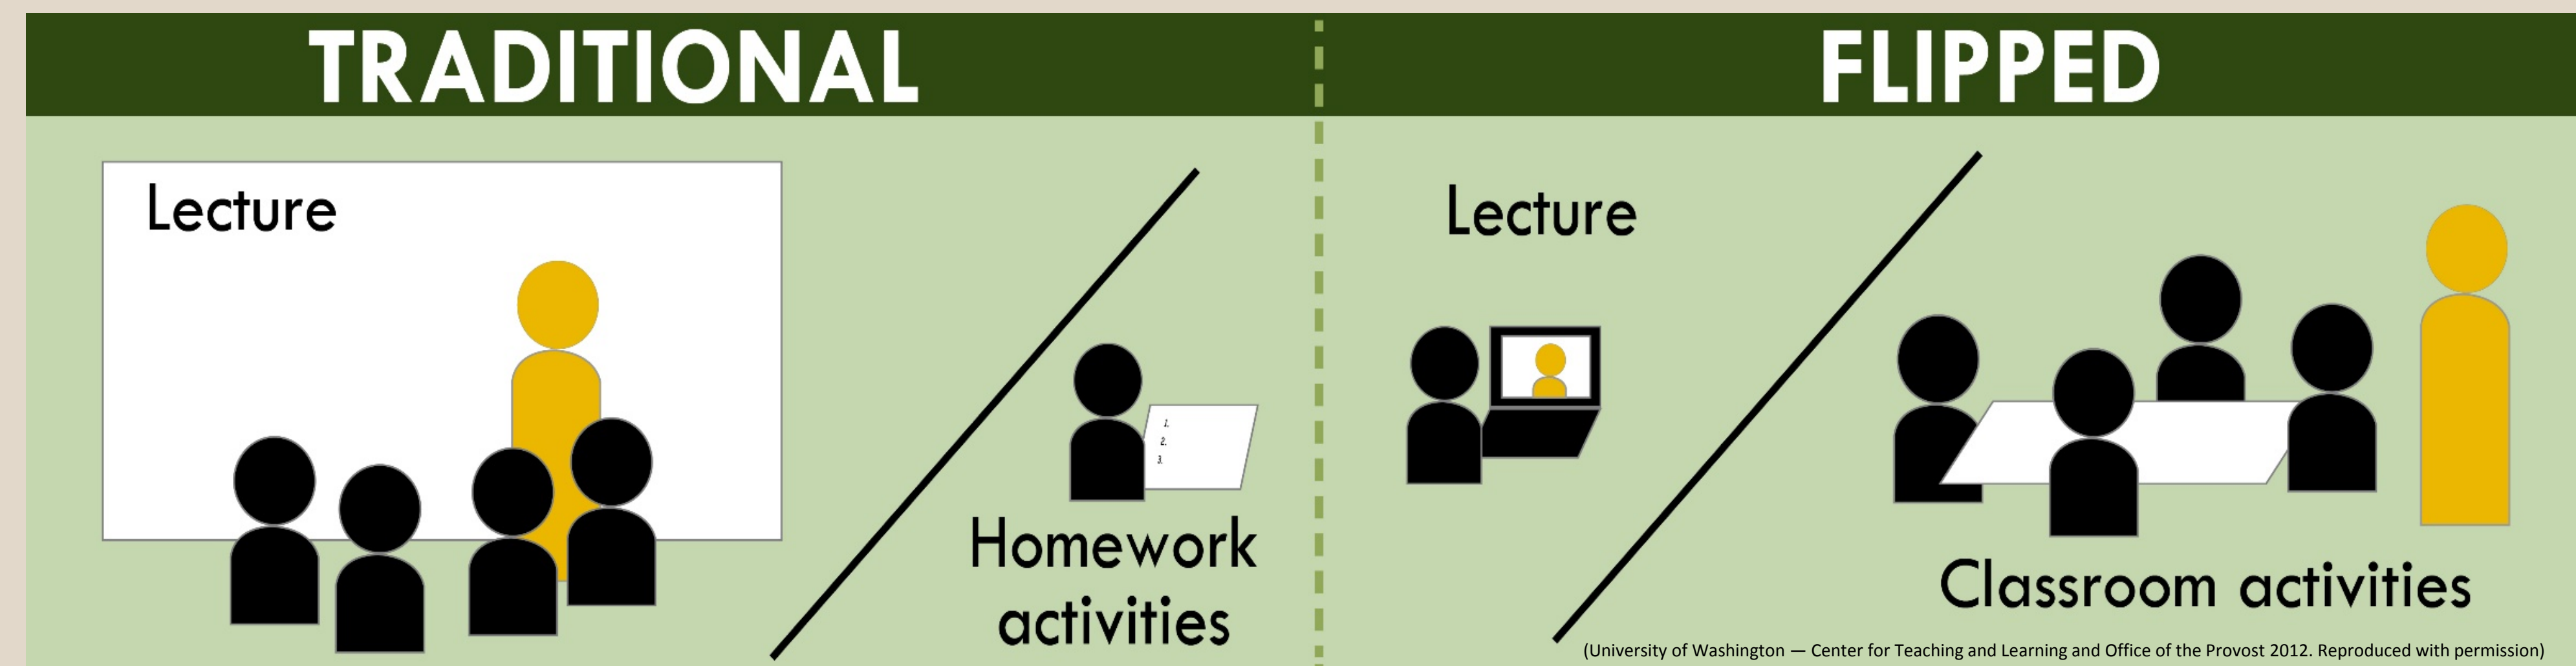 TRADITIONAL
Lecture
1.
2.
3.
Homework
activities
FLIPPED
Lecture
Classroom activities
(University of Washington — Center for Teaching and Learning and Office of the Provost 2012. Reproduced with permission)